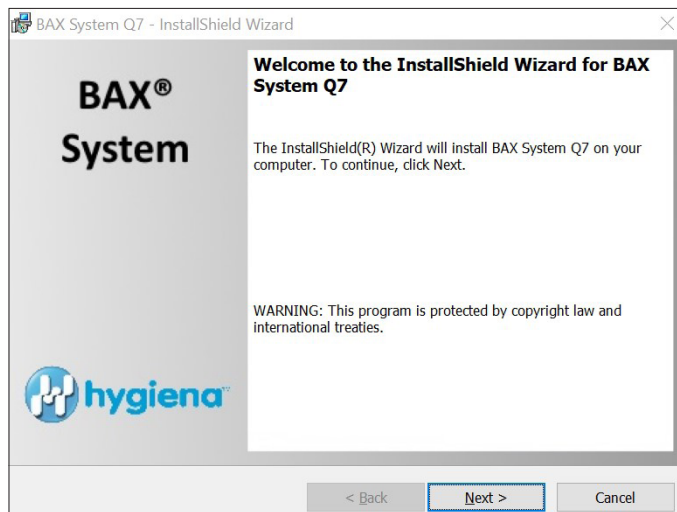 BAX System Q7 - InstallShield Wizard
BAX®
System
hygiena™
Welcome to the InstallShield Wizard for BAX
System Q7
The InstallShield(R) Wizard will install BAX System Q7 on your
computer. To continue, click Next.
WARNING: This program is protected by copyright law and
international treaties.
< Back
Next >
Cancel